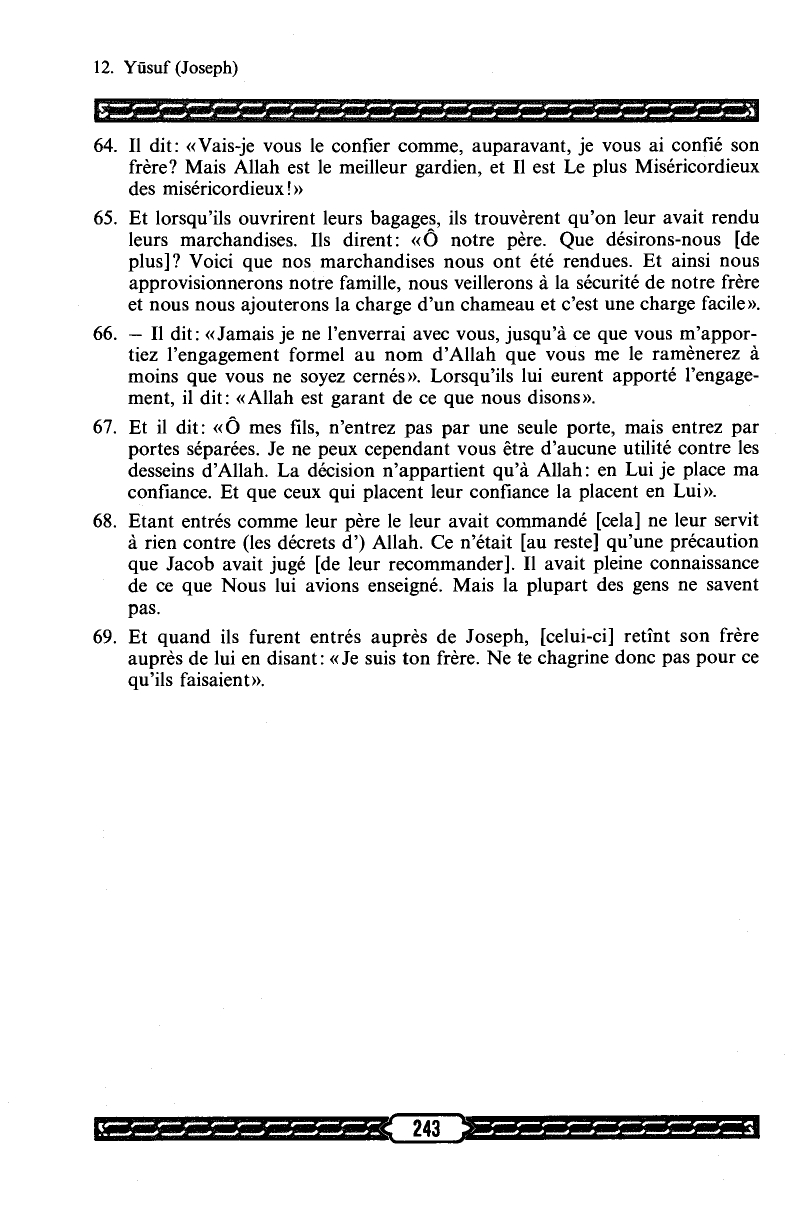 12. Yūsuf (Joseph)
64. Il dit: «Vais-je vous le confier comme, auparavant, je vous ai confié son
frère? Mais Allah est le meilleur gardien, et Il est Le plus Miséricordieux
des miséricordieux!»
65. Et lorsqu'ils ouvrirent leurs bagages, ils trouvèrent qu'on leur avait rendu
leurs marchandises. Ils dirent: «Ô notre père. Que désirons-nous [de
plus]? Voici que nos marchandises nous ont été rendues. Et ainsi nous
approvisionnerons notre famille, nous veillerons à la sécurité de notre frère
et nous nous ajouterons la charge d'un chameau et c'est une charge facile».
66. – Il dit: «Jamais je ne l'enverrai avec vous, jusqu'à ce que vous m'appor-
tiez l'engagement formel au nom d'Allah que vous me le ramènerez à
moins que vous ne soyez cernés». Lorsqu'ils lui eurent apporté l'engage-
ment, il dit: «Allah est garant de ce que nous disons».
67. Et il dit: «Ô mes fils, n'entrez pas par une seule porte, mais entrez par
portes séparées. Je ne peux cependant vous être d'aucune utilité contre les
desseins d'Allah. La décision n'appartient qu'à Allah: en Lui je place ma
confiance. Et que ceux qui placent leur confiance la placent en Lui».
68. Etant entrés comme leur père le leur avait commandé [cela] ne leur servit
à rien contre (les décrets d') Allah. Ce n'était [au reste] qu'une précaution
que Jacob avait jugé [de leur recommander]. Il avait pleine connaissance
de ce que Nous lui avions enseigné. Mais la plupart des gens ne savent
pas.
69. Et quand ils furent entrés auprès de Joseph, [celui-ci] retînt son frère
auprès de lui en disant: «Je suis ton frère. Ne te chagrine donc pas pour ce
qu'ils faisaient».
243